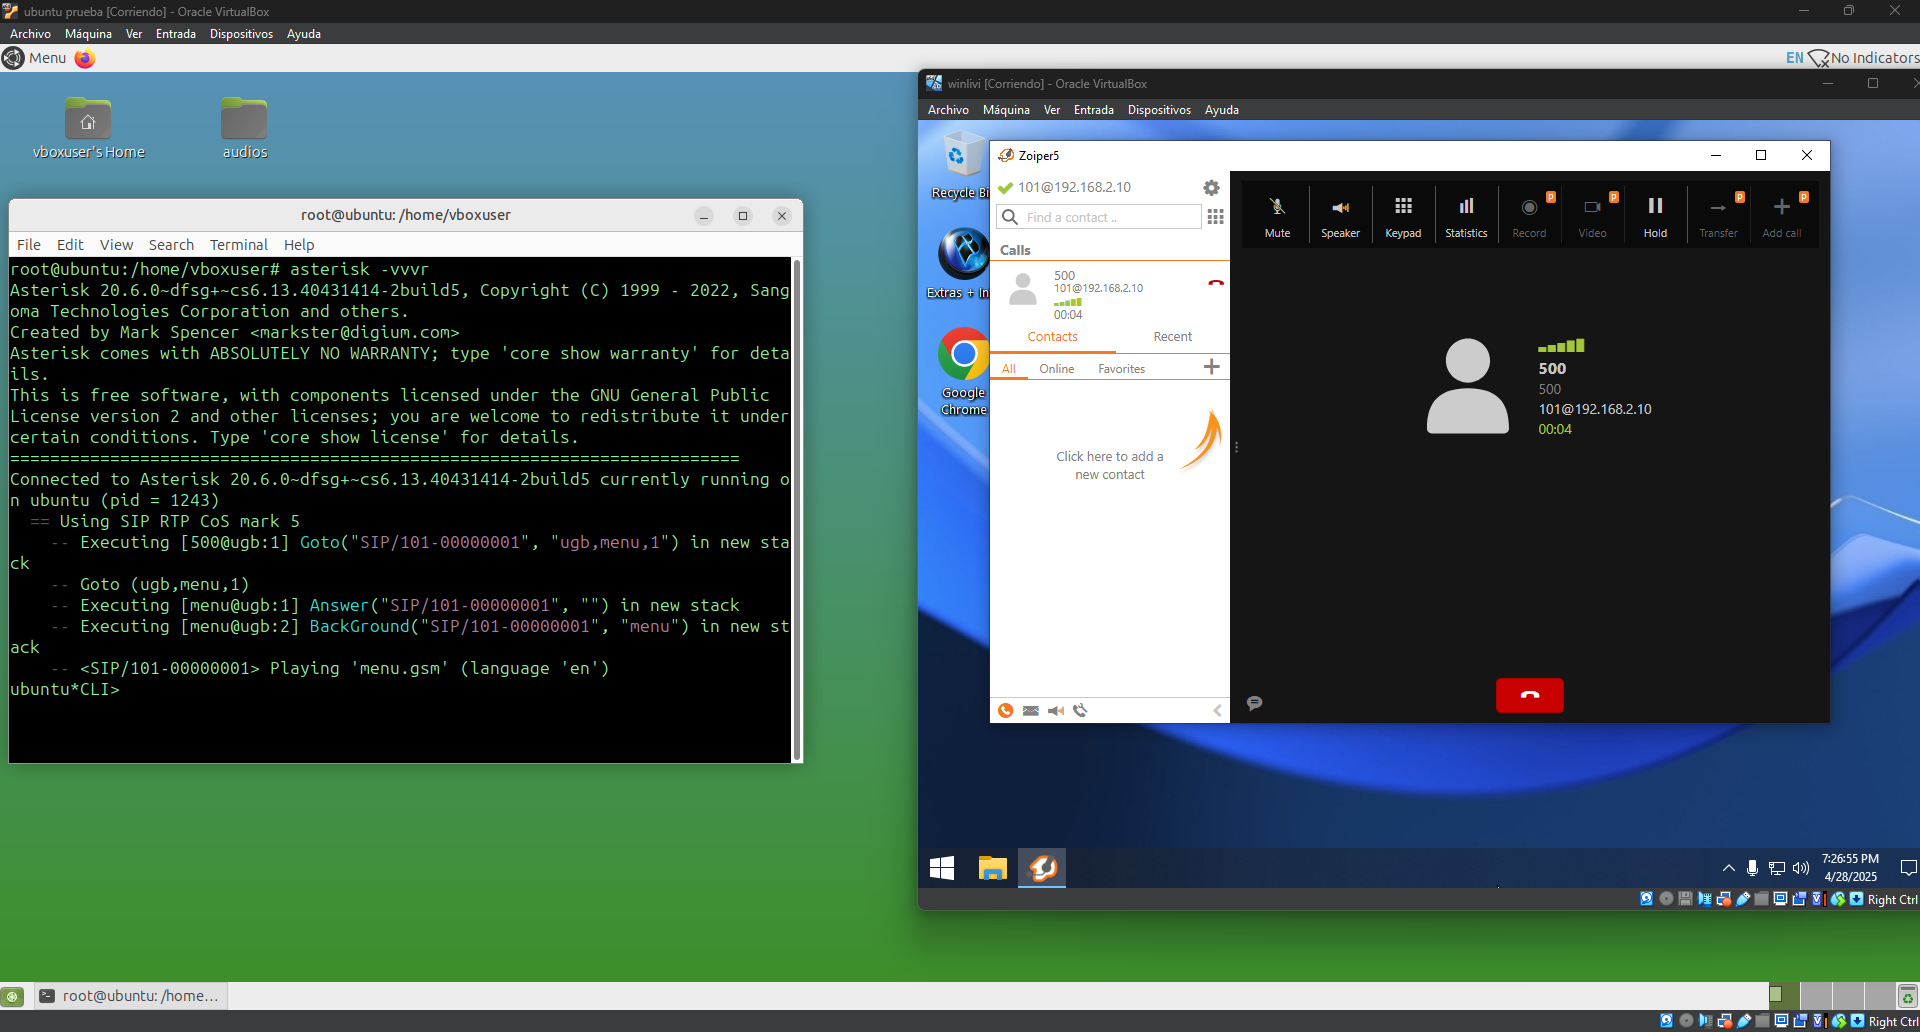 ubuntu prueba [Corriendo] - Oracle VirtualBox
Archivo Máquina Ver Entrada Dispositivos Ayuda
Menu
EN No Indicators
vboxuser's Home
audios
root@ubuntu: /home/vboxuser
File Edit View Search Terminal Help
root@ubuntu:/home/vboxuser# asterisk -vvvr
Asterisk 20.6.0~dfsg+~cs6.13.40431414-2build5, Copyright (C) 1999 - 2022, Sang
oma Technologies Corporation and others.
Created by Mark Spencer <markster@digium.com>
Asterisk comes with ABSOLUTELY NO WARRANTY; type 'core show warranty' for deta
ils.
This is free software, with components licensed under the GNU General Public
License version 2 and other licenses; you are welcome to redistribute it under
certain conditions. Type 'core show license' for details.
=========================================================================
Connected to Asterisk 20.6.0~dfsg+~cs6.13.40431414-2build5 currently running o
n ubuntu (pid = 1243)
== Using SIP RTP CoS mark 5
-- Executing [500@ugb:1] Goto("SIP/101-00000001", "ugb,menu,1") in new sta
ck
-- Goto (ugb,menu,1)
-- Executing [menu@ugb:1] Answer("SIP/101-00000001", "") in new stack
-- Executing [menu@ugb:2] BackGround("SIP/101-00000001", "menu") in new st
ack
-- <SIP/101-00000001> Playing 'menu.gsm' (language 'en')
ubuntu*CLI>
winlivi [Corriendo] - Oracle VirtualBox
Archivo Máquina Ver Entrada Dispositivos Ayuda
Recycle Bi
Extras + In
Google
Chrome
Zoiper5
101@192.168.2.10
Find a contact ..
Calls
500
101@192.168.2.10
00:04
Contacts Recent
All Online Favorites
Click here to add a
new contact
P P P P
Mute Speaker Keypad Statistics Record Video Hold Transfer Add call
500
500
101@192.168.2.10
00:04
7:26:55 PM
4/28/2025
Right Ctrl
root@ubuntu: /home...
Right Ctrl